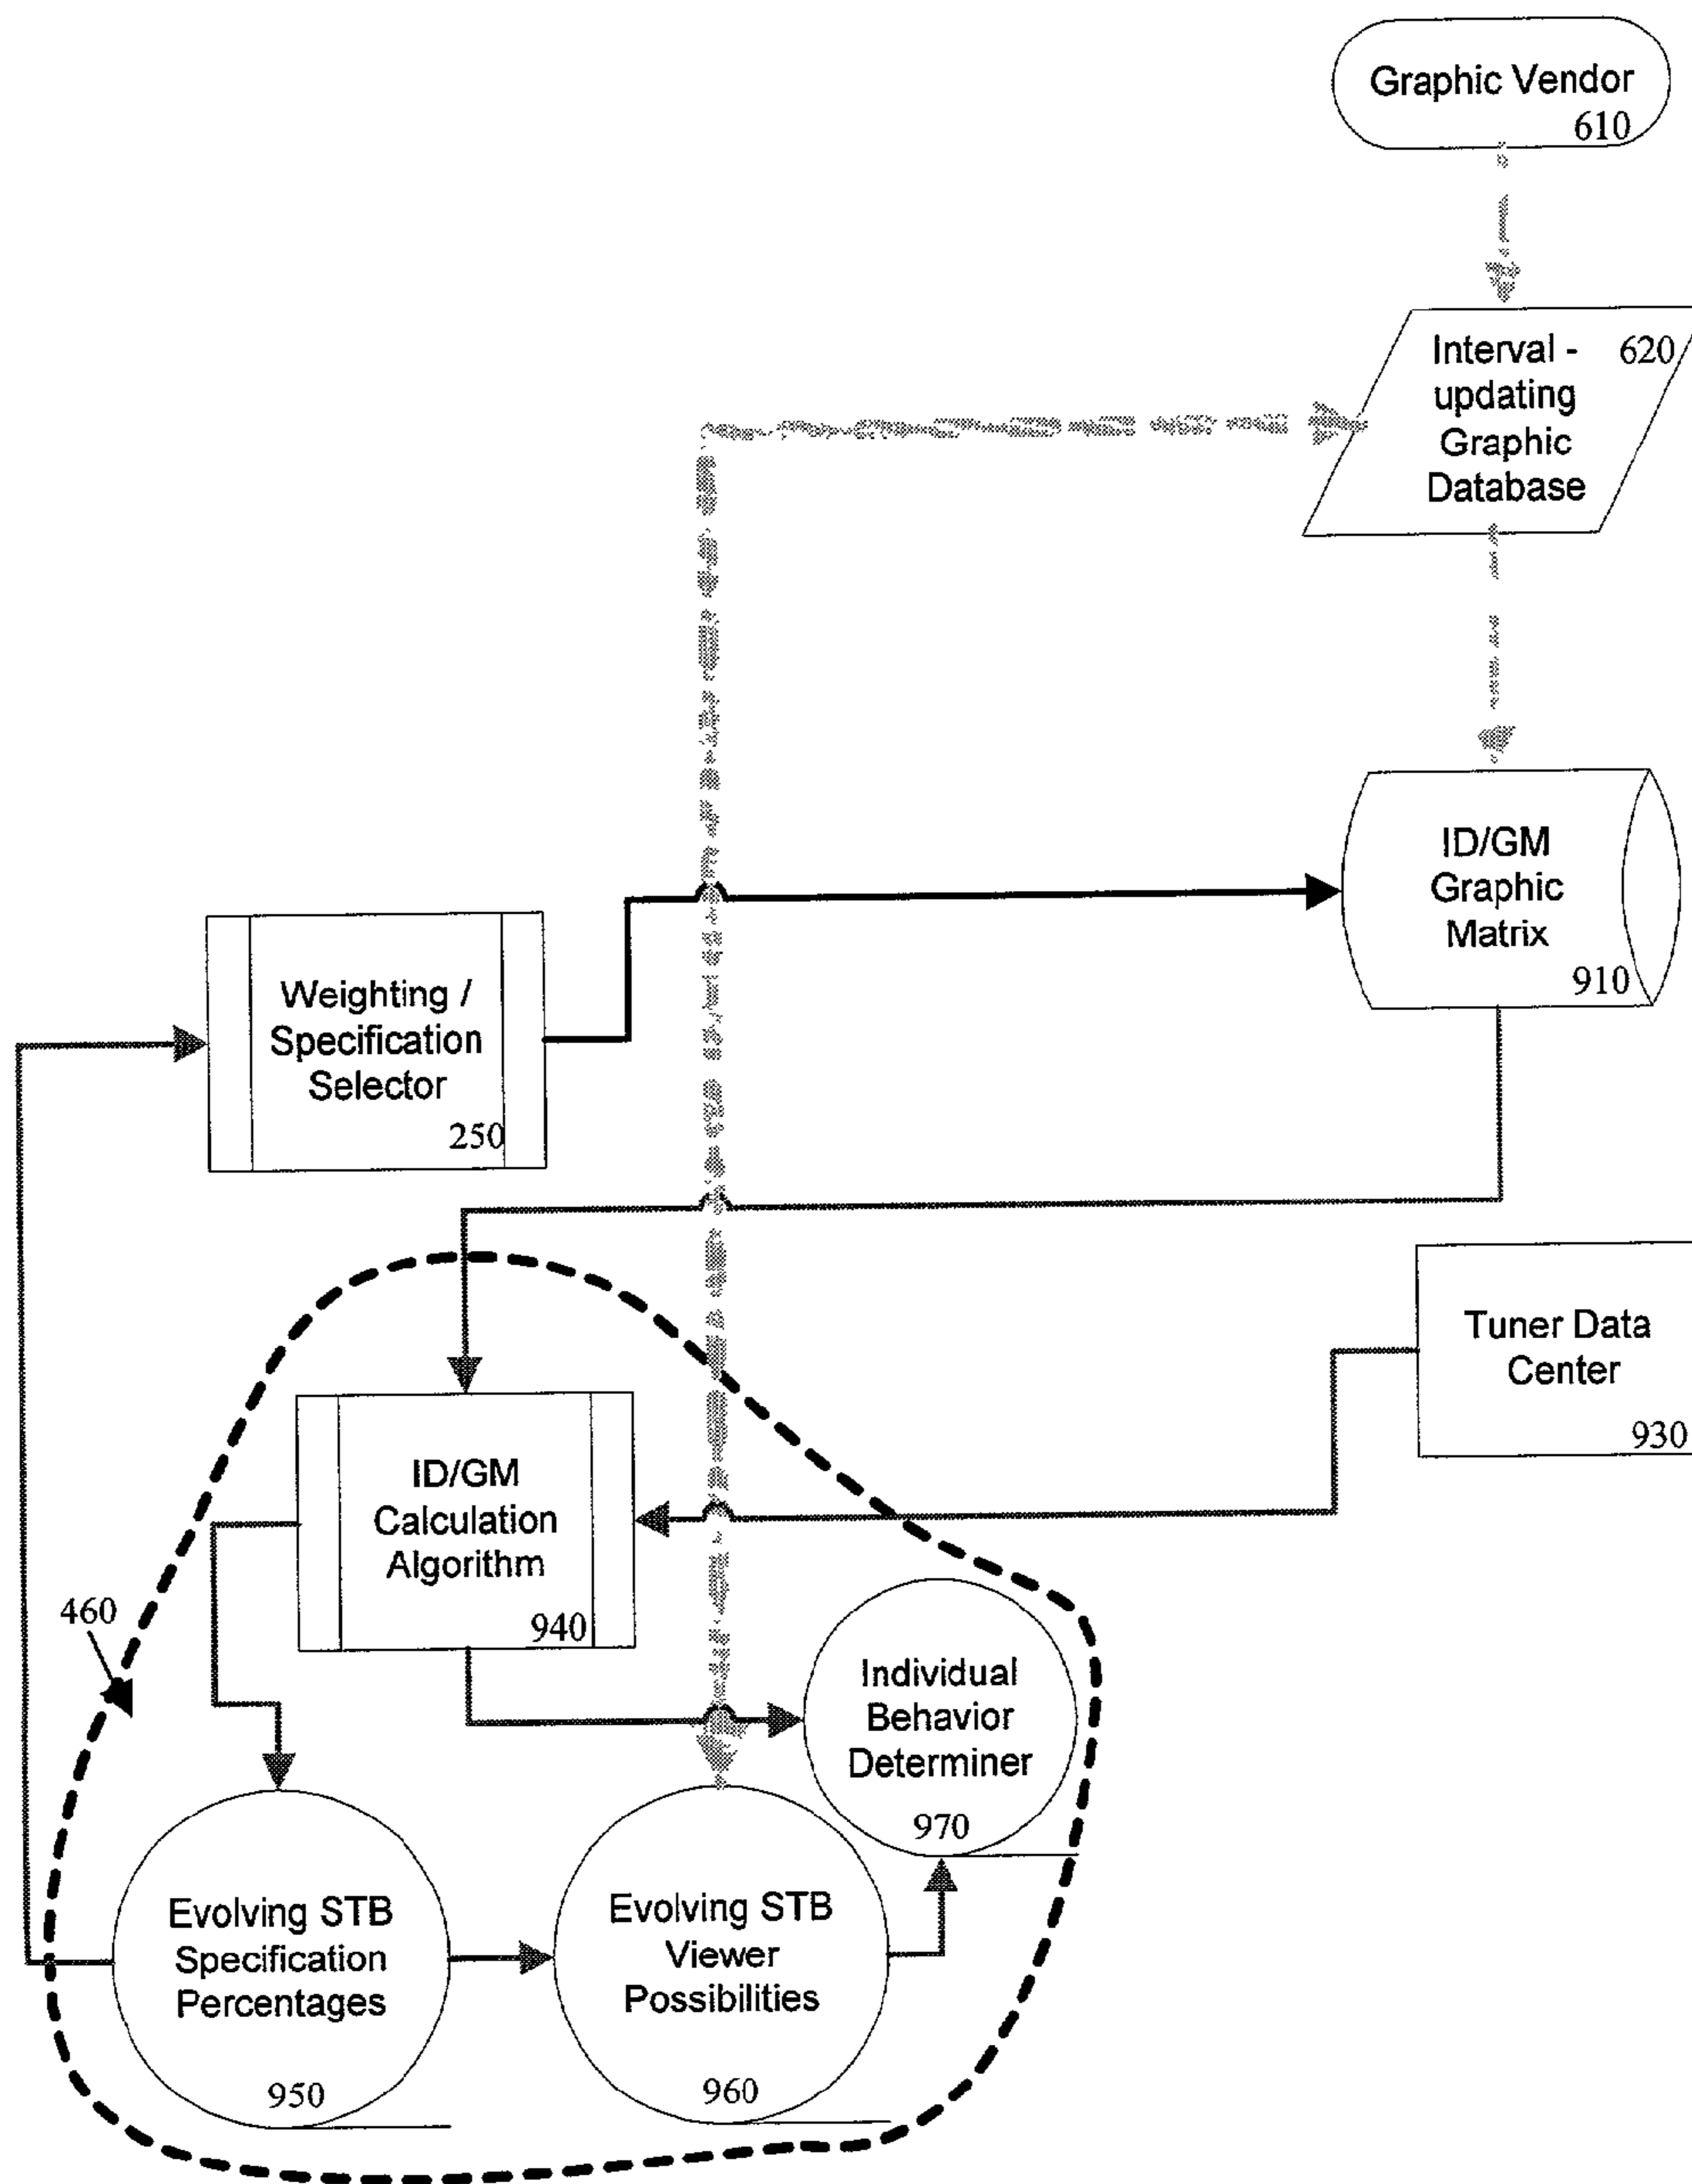 Graphic Vendor
610
Interval -
updating
Graphic
Database
620
ID/GM
Graphic
Matrix
910
Weighting /
Specification
Selector
250
Tuner Data
Center
930
ID/GM
Calculation
Algorithm
940
460
Individual
Behavior
Determiner
970
Evolving STB
Specification
Percentages
950
Evolving STB
Viewer
Possibilities
960